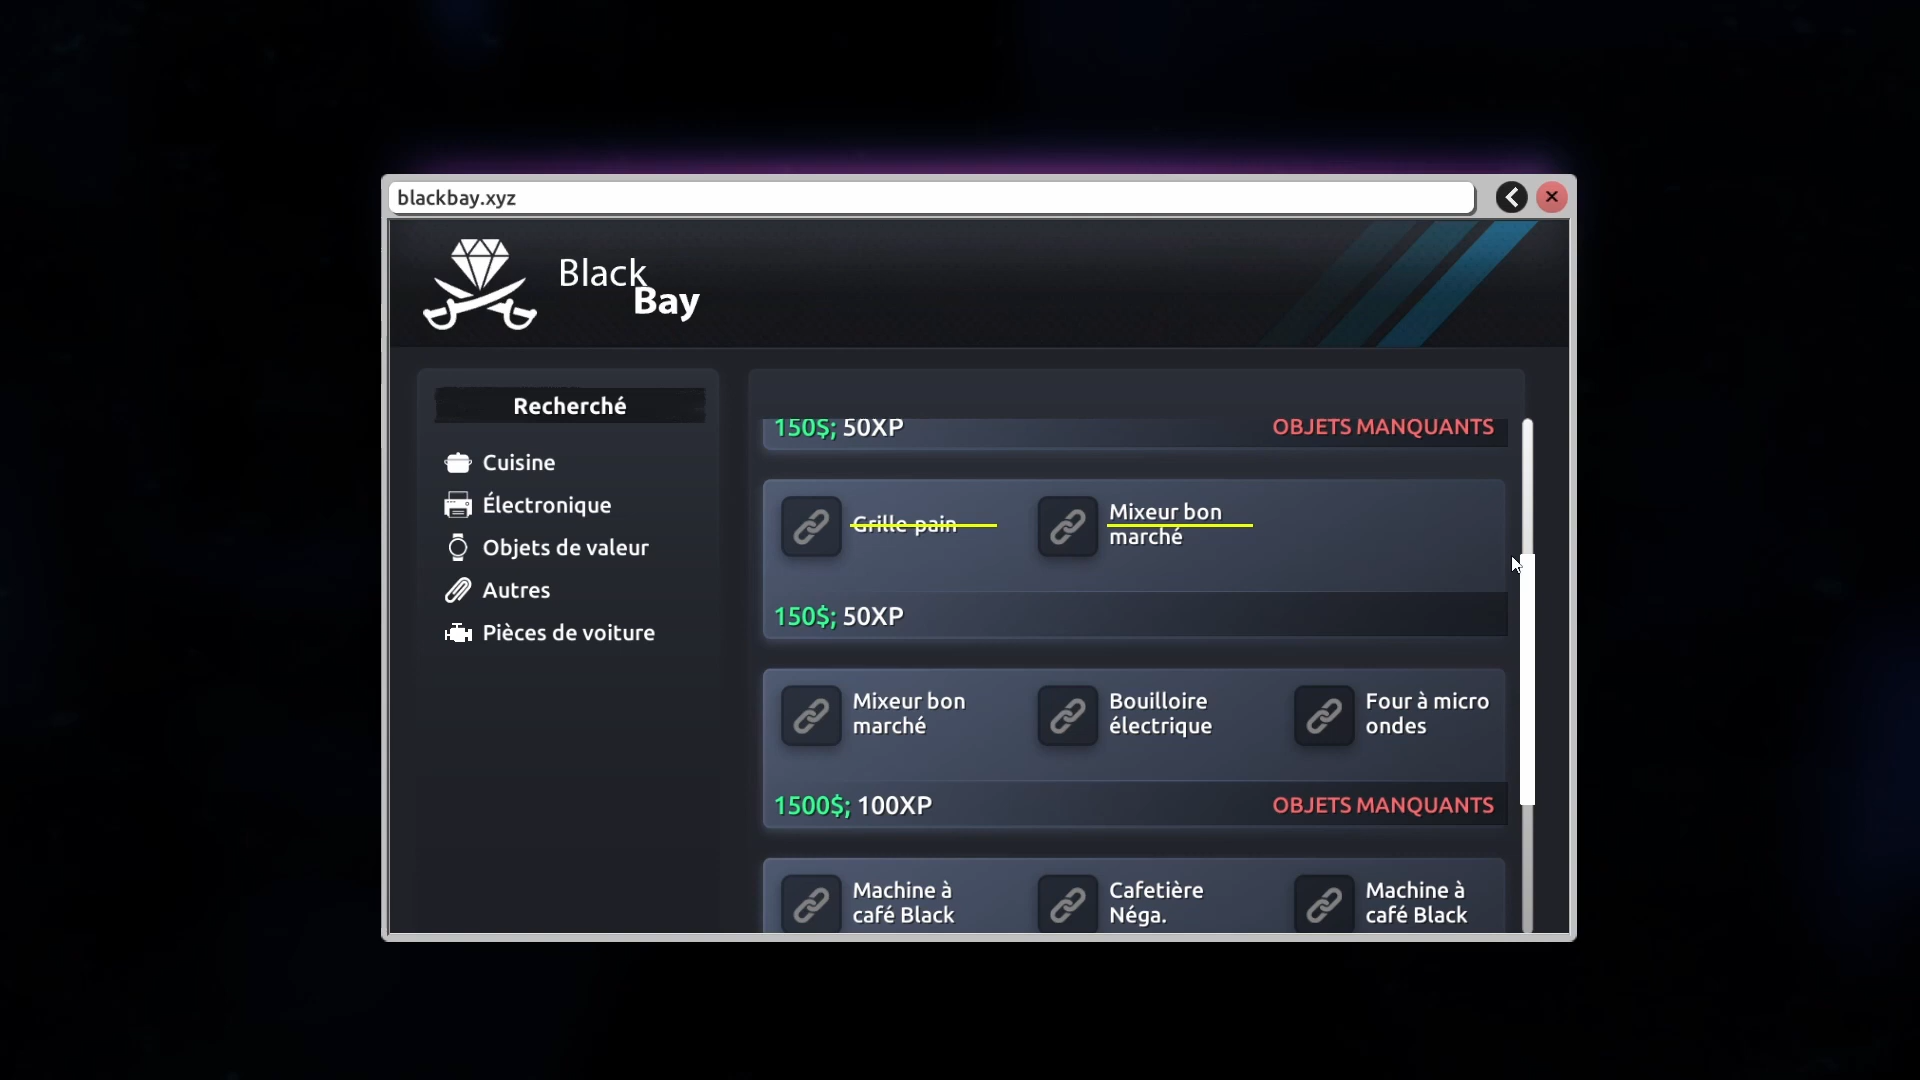 blackbay.xyz
Black
Bay
Recherché
Cuisine
Électronique
Objets de valeur
Autres
Pièces de voiture
150$; 50XP OBJETS MANQUANTS
Grille pain
Mixeur bon
marché
150$; 50XP
Mixeur bon
marché
Bouilloire
électrique
Four à micro
ondes
1500$; 100XP OBJETS MANQUANTS
Machine à
café Black
Cafetière
Néga.
Machine à
café Black